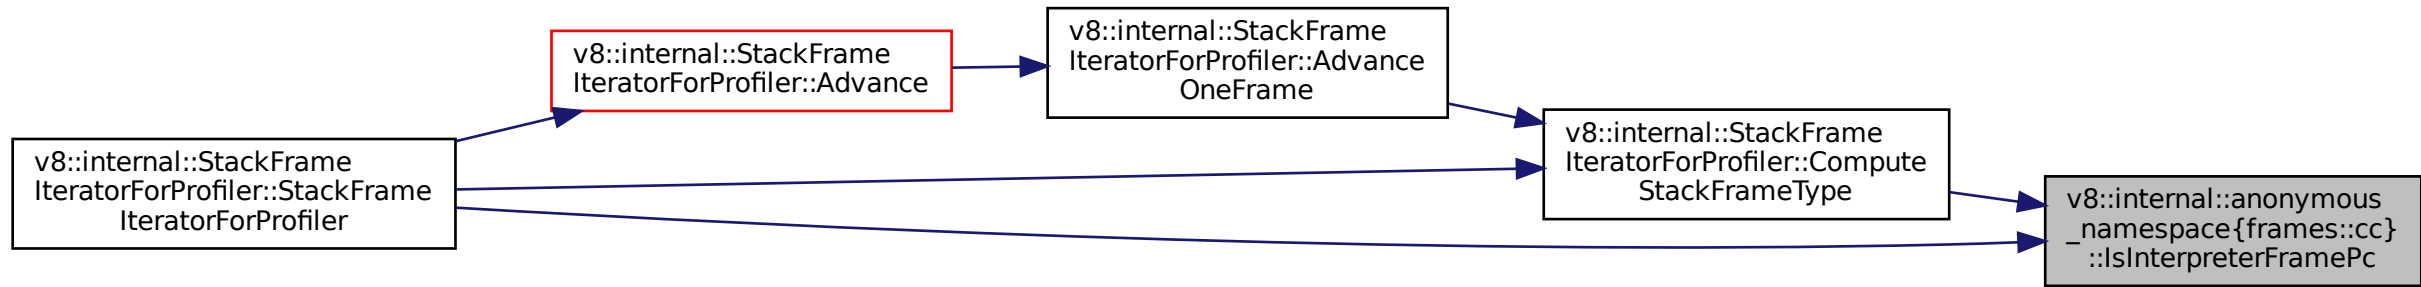 v8::internal::StackFrame
IteratorForProfiler::StackFrame
IteratorForProfiler
v8::internal::StackFrame
IteratorForProfiler::Advance
v8::internal::StackFrame
IteratorForProfiler::Advance
OneFrame
v8::internal::StackFrame
IteratorForProfiler::Compute
StackFrameType
v8::internal::anonymous
_namespace{frames::cc}
::IsInterpreterFramePc